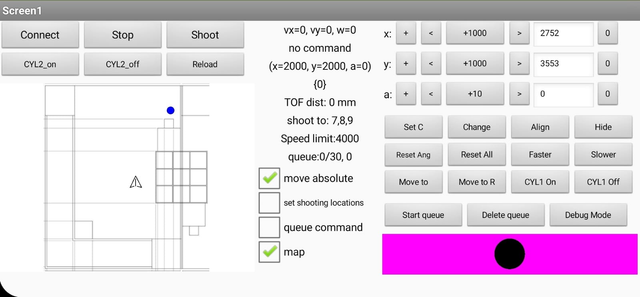 Screen1
Connect Stop Shoot
CYL2_on CYL2_off Reload
vx=0, vy=0, w=0
no command
(x=2000, y=2000, a=0)
{0}
TOF dist: 0 mm
shoot to: 7,8,9
Speed limit:4000
queue:0/30, 0
move absolute
set shooting locations
queue command
map
x: + < +1000 > 2752 0
y: + < +1000 > 3553 0
a: + < +10 > 0 0
Set C Change Align Hide
Reset Ang Reset All Faster Slower
Move to Move to R CYL1 On CYL1 Off
Start queue Delete queue Debug Mode